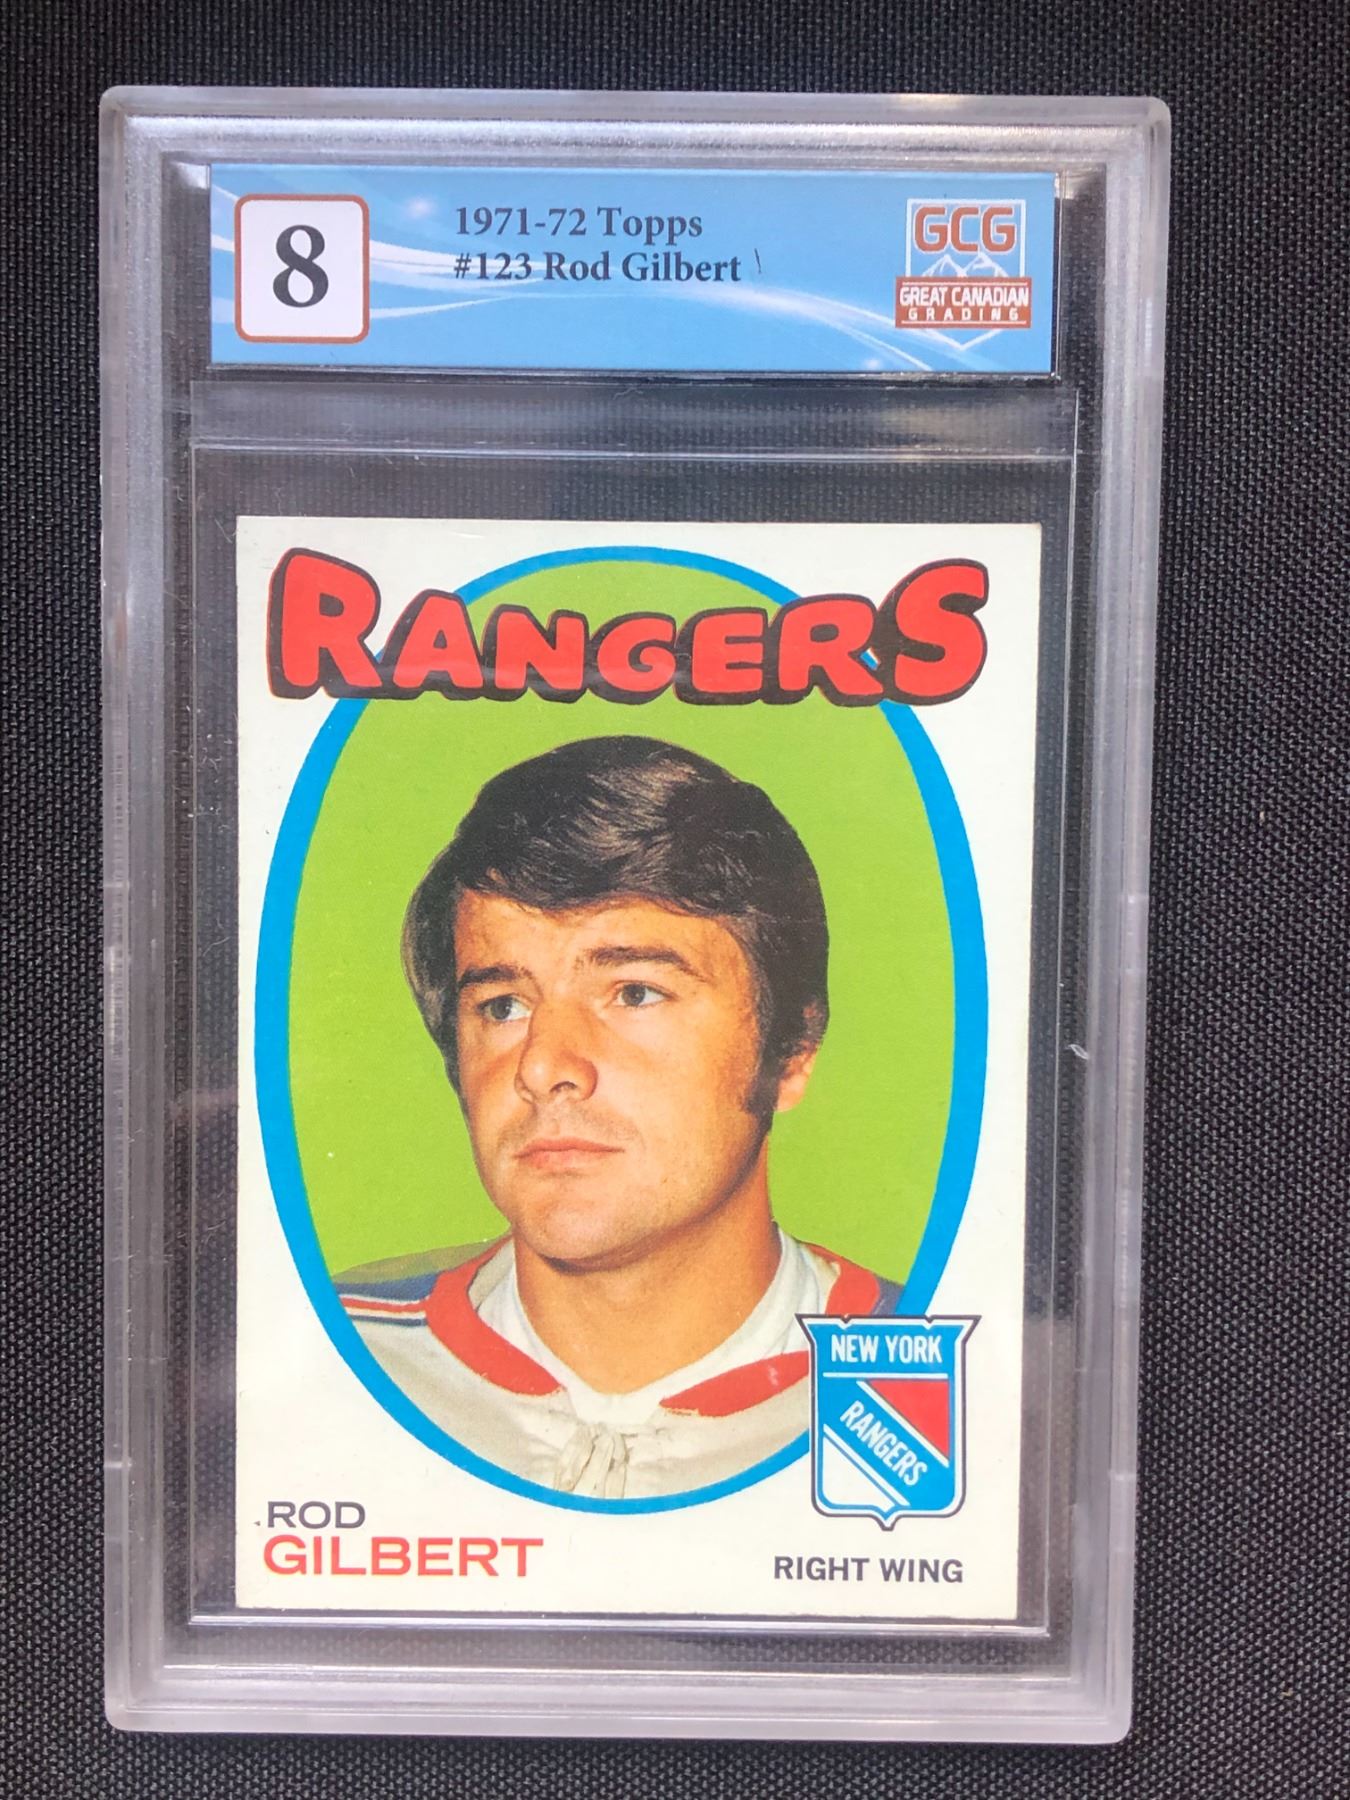 8
1971-72 Topps
#123 Rod Gilbert
GCG
GREAT CANADIAN
GRADING
RANGERS
NEW YORK
RANGERS
ROD
GILBERT
RIGHT WING